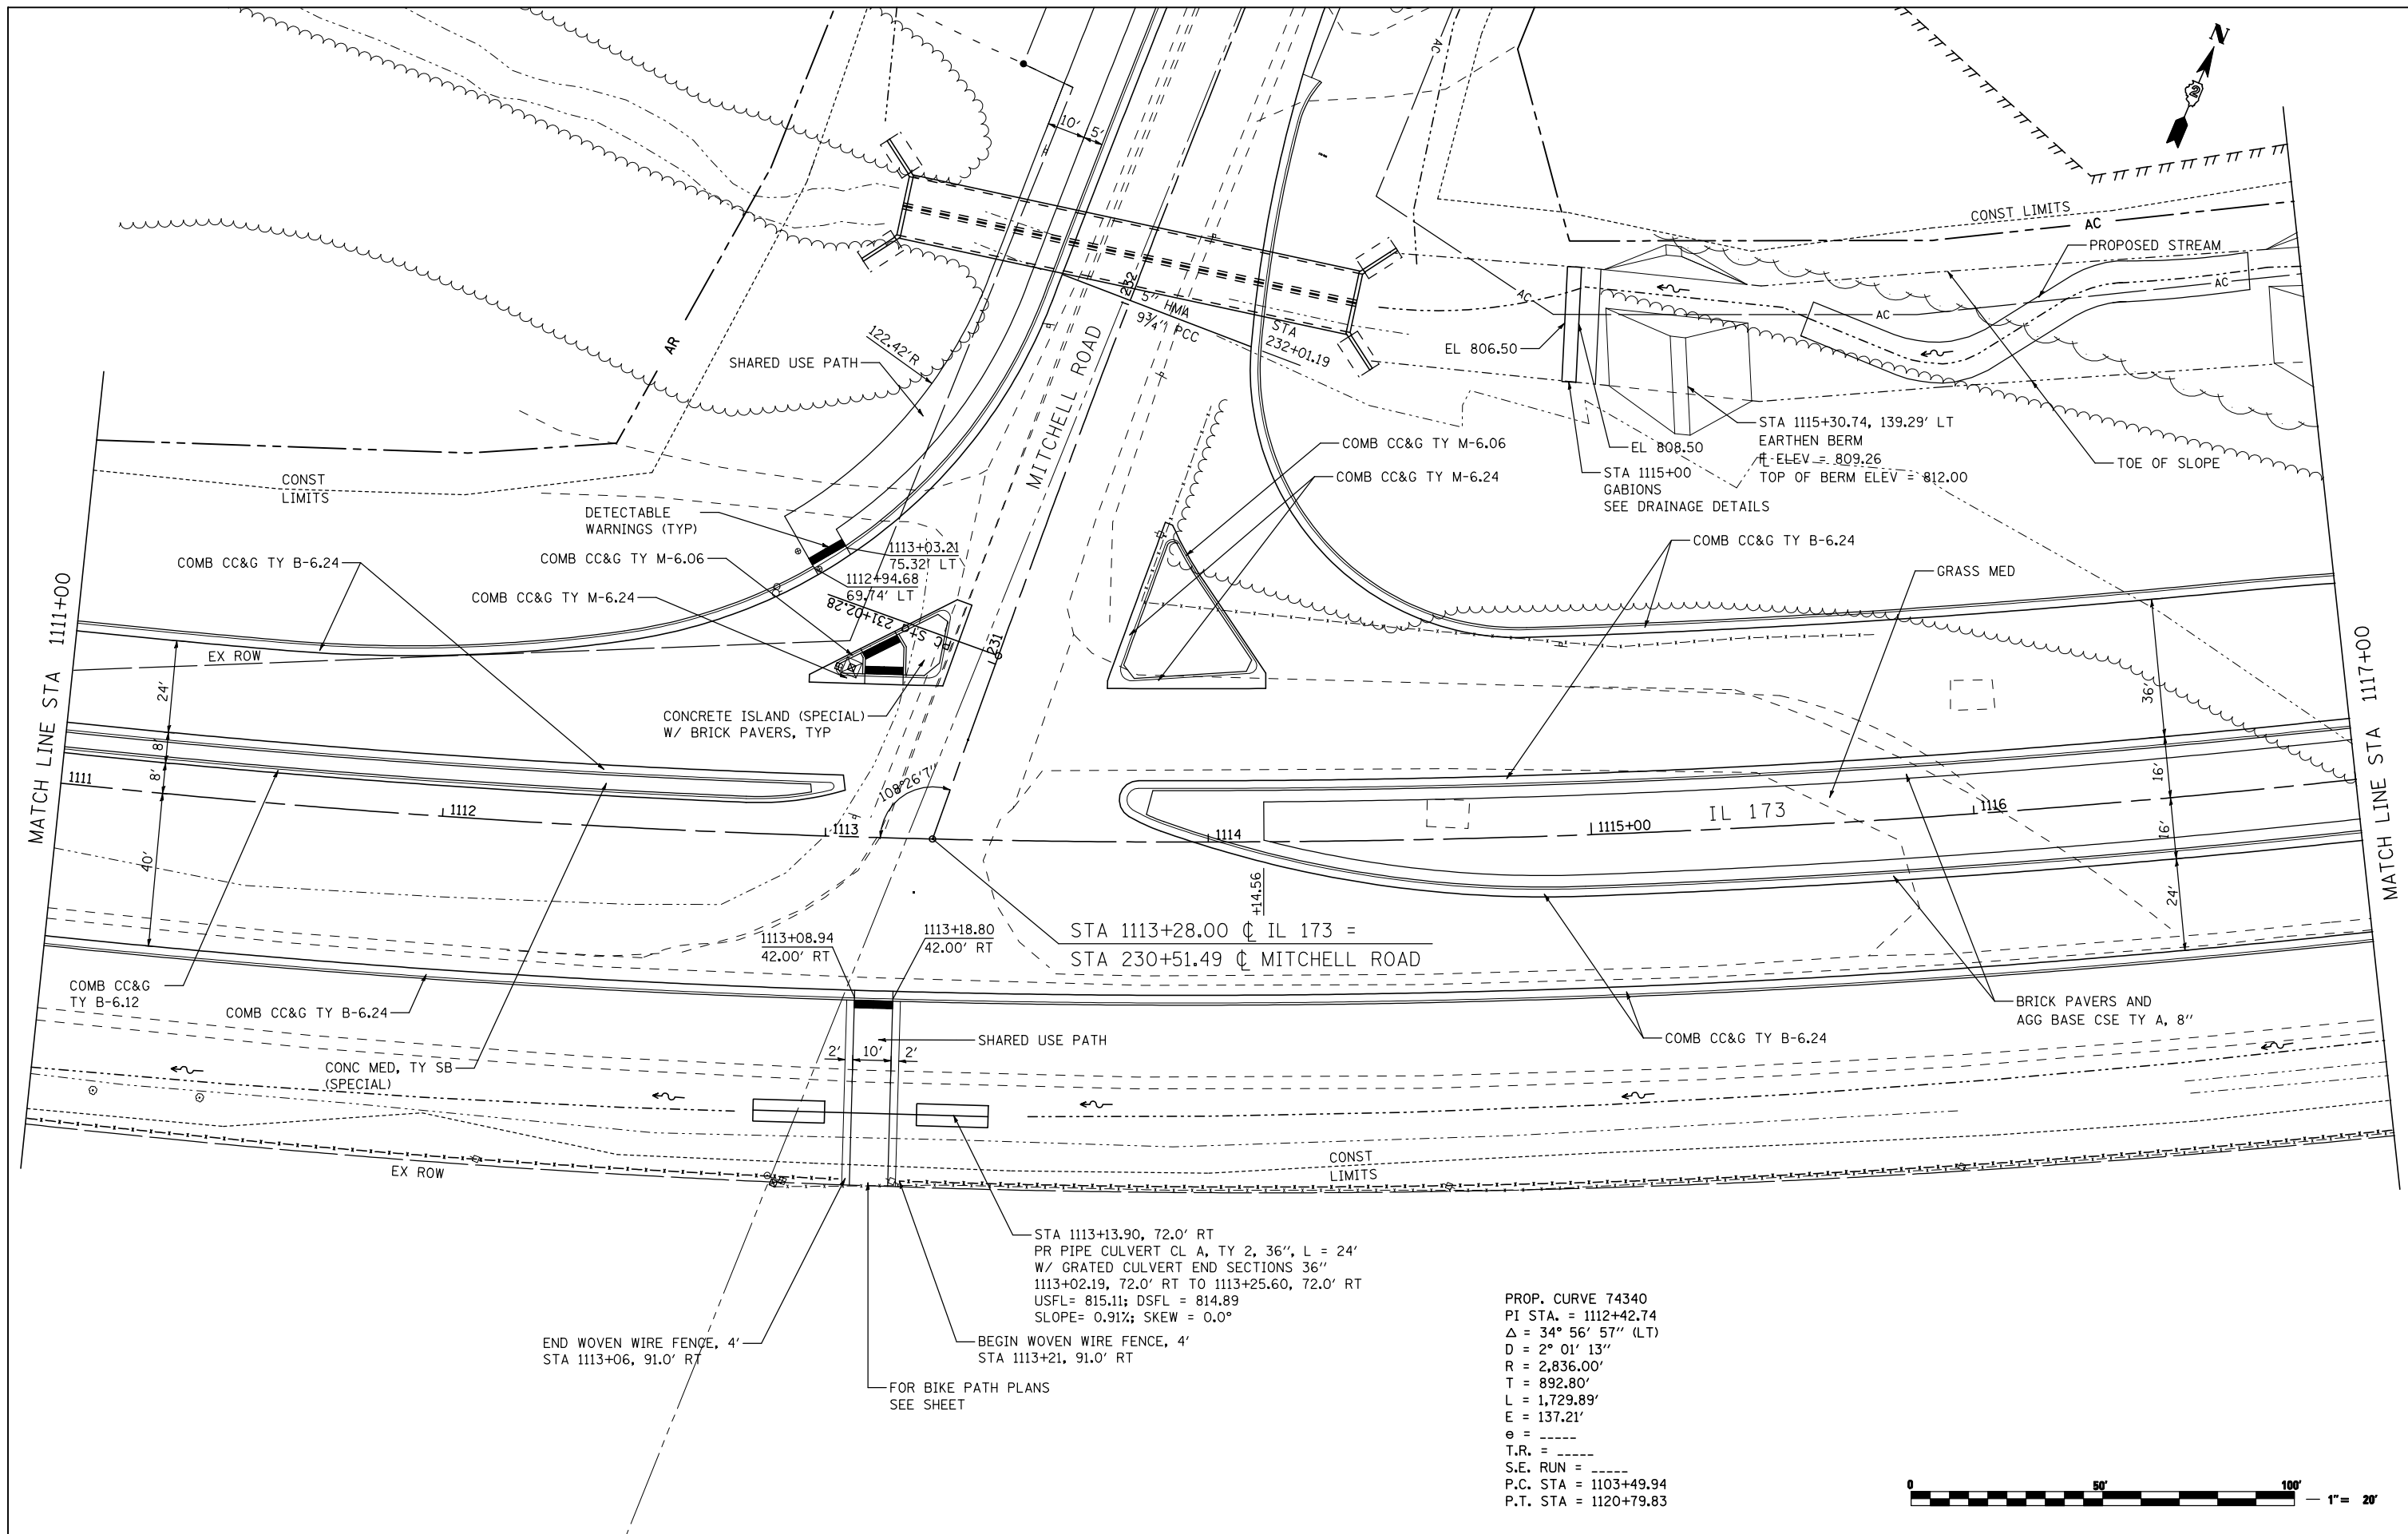 N
10'
5'
AC
CONST LIMITS
AC
PROPOSED STREAM
AR
SHARED USE PATH
122.42'R
232
5" HMA
9¾" PCC
STA
232+01.19
MITCHELL ROAD
AC
AC
AC
EL 806.50
EL 808.50
STA 1115+00
GABIONS
SEE DRAINAGE DETAILS
STA 1115+30.74, 139.29' LT
EARTHEN BERM
℄ ELEV = 809.26
TOP OF BERM ELEV = 812.00
TOE OF SLOPE
COMB CC&G TY M-6.06
COMB CC&G TY M-6.24
CONST
LIMITS
DETECTABLE
WARNINGS (TYP)
COMB CC&G TY B-6.24
COMB CC&G TY M-6.06
COMB CC&G TY M-6.24
1113+03.21
75.32' LT
1112+94.68
69.74' LT
PC STA 231+02.28
231
COMB CC&G TY B-6.24
GRASS MED
MATCH LINE STA 1111+00
EX ROW
24'
8'
8'
40'
CONCRETE ISLAND (SPECIAL)
W/ BRICK PAVERS, TYP
108°26'7"
1111
1112
1113
1114
1115+00
1116
IL 173
36'
16'
16'
24'
MATCH LINE STA 1117+00
+14.56
STA 1113+28.00 ℄ IL 173 =
STA 230+51.49 ℄ MITCHELL ROAD
1113+08.94
42.00' RT
1113+18.80
42.00' RT
COMB CC&G
TY B-6.12
COMB CC&G TY B-6.24
CONC MED, TY SB
(SPECIAL)
SHARED USE PATH
2'
10'
2'
COMB CC&G TY B-6.24
BRICK PAVERS AND
AGG BASE CSE TY A, 8"
EX ROW
CONST
LIMITS
STA 1113+13.90, 72.0' RT
PR PIPE CULVERT CL A, TY 2, 36", L = 24'
W/ GRATED CULVERT END SECTIONS 36"
1113+02.19, 72.0' RT TO 1113+25.60, 72.0' RT
USFL= 815.11; DSFL = 814.89
SLOPE= 0.91%; SKEW = 0.0°
END WOVEN WIRE FENCE, 4'
STA 1113+06, 91.0' RT
BEGIN WOVEN WIRE FENCE, 4'
STA 1113+21, 91.0' RT
FOR BIKE PATH PLANS
SEE SHEET
PROP. CURVE 74340
PI STA. = 1112+42.74
Δ = 34° 56' 57" (LT)
D = 2° 01' 13"
R = 2,836.00'
T = 892.80'
L = 1,729.89'
E = 137.21'
e = _____
T.R. = _____
S.E. RUN = _____
P.C. STA = 1103+49.94
P.T. STA = 1120+79.83
0 50' 100'
1"= 20'